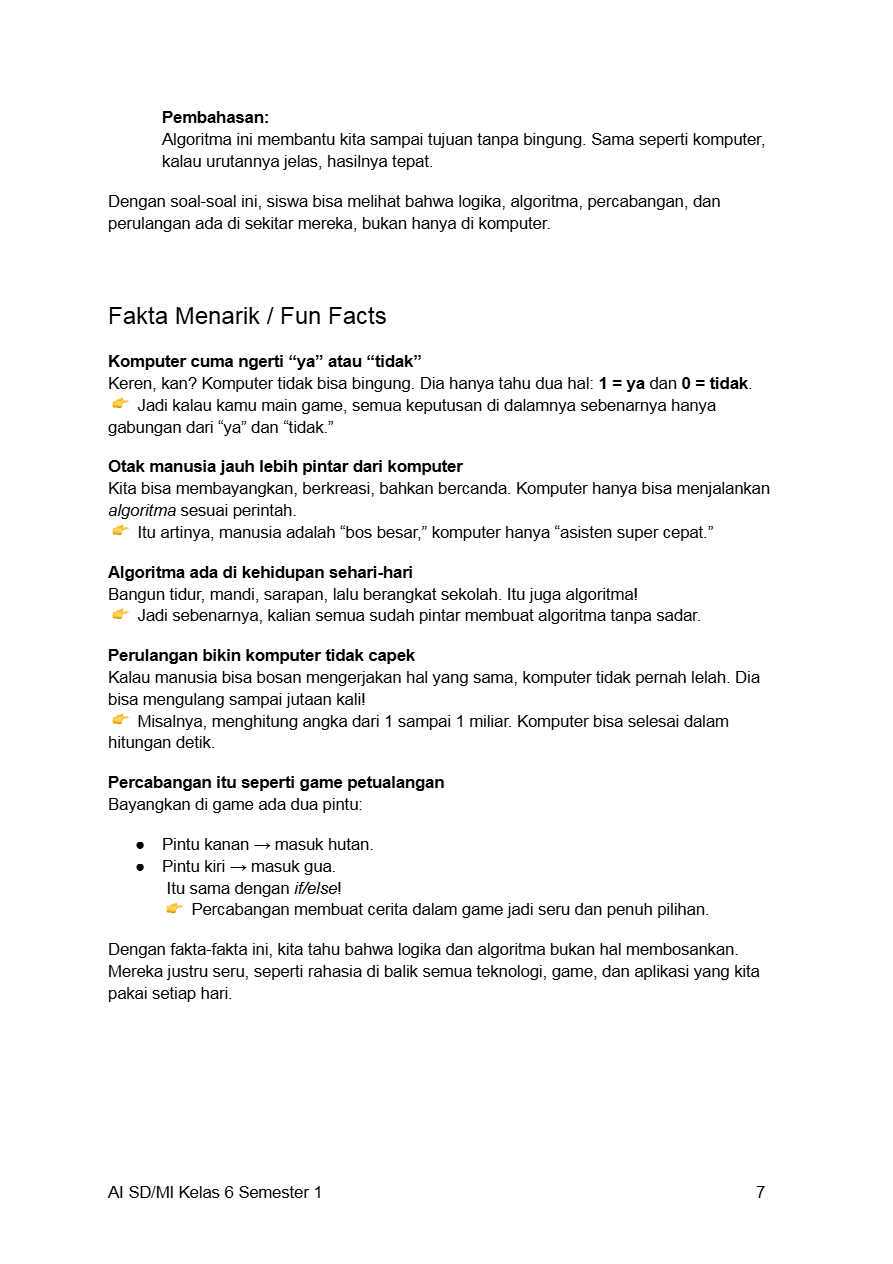 Pembahasan:
Algoritma ini membantu kita sampai tujuan tanpa bingung. Sama seperti komputer,
kalau urutannya jelas, hasilnya tepat.
Dengan soal-soal ini, siswa bisa melihat bahwa logika, algoritma, percabangan, dan
perulangan ada di sekitar mereka, bukan hanya di komputer.
Fakta Menarik / Fun Facts
Komputer cuma ngerti “ya” atau “tidak”
Keren, kan? Komputer tidak bisa bingung. Dia hanya tahu dua hal: 1 = ya dan 0 = tidak.
👉 Jadi kalau kamu main game, semua keputusan di dalamnya sebenarnya hanya
gabungan dari “ya” dan “tidak.”
Otak manusia jauh lebih pintar dari komputer
Kita bisa membayangkan, berkreasi, bahkan bercanda. Komputer hanya bisa menjalankan
algoritma sesuai perintah.
👉 Itu artinya, manusia adalah “bos besar,” komputer hanya “asisten super cepat.”
Algoritma ada di kehidupan sehari-hari
Bangun tidur, mandi, sarapan, lalu berangkat sekolah. Itu juga algoritma!
👉 Jadi sebenarnya, kalian semua sudah pintar membuat algoritma tanpa sadar.
Perulangan bikin komputer tidak capek
Kalau manusia bisa bosan mengerjakan hal yang sama, komputer tidak pernah lelah. Dia
bisa mengulang sampai jutaan kali!
👉 Misalnya, menghitung angka dari 1 sampai 1 miliar. Komputer bisa selesai dalam
hitungan detik.
Percabangan itu seperti game petualangan
Bayangkan di game ada dua pintu:
● Pintu kanan → masuk hutan.
● Pintu kiri → masuk gua.
Itu sama dengan if/else!
👉 Percabangan membuat cerita dalam game jadi seru dan penuh pilihan.
Dengan fakta-fakta ini, kita tahu bahwa logika dan algoritma bukan hal membosankan.
Mereka justru seru, seperti rahasia di balik semua teknologi, game, dan aplikasi yang kita
pakai setiap hari.
AI SD/MI Kelas 6 Semester 1 7